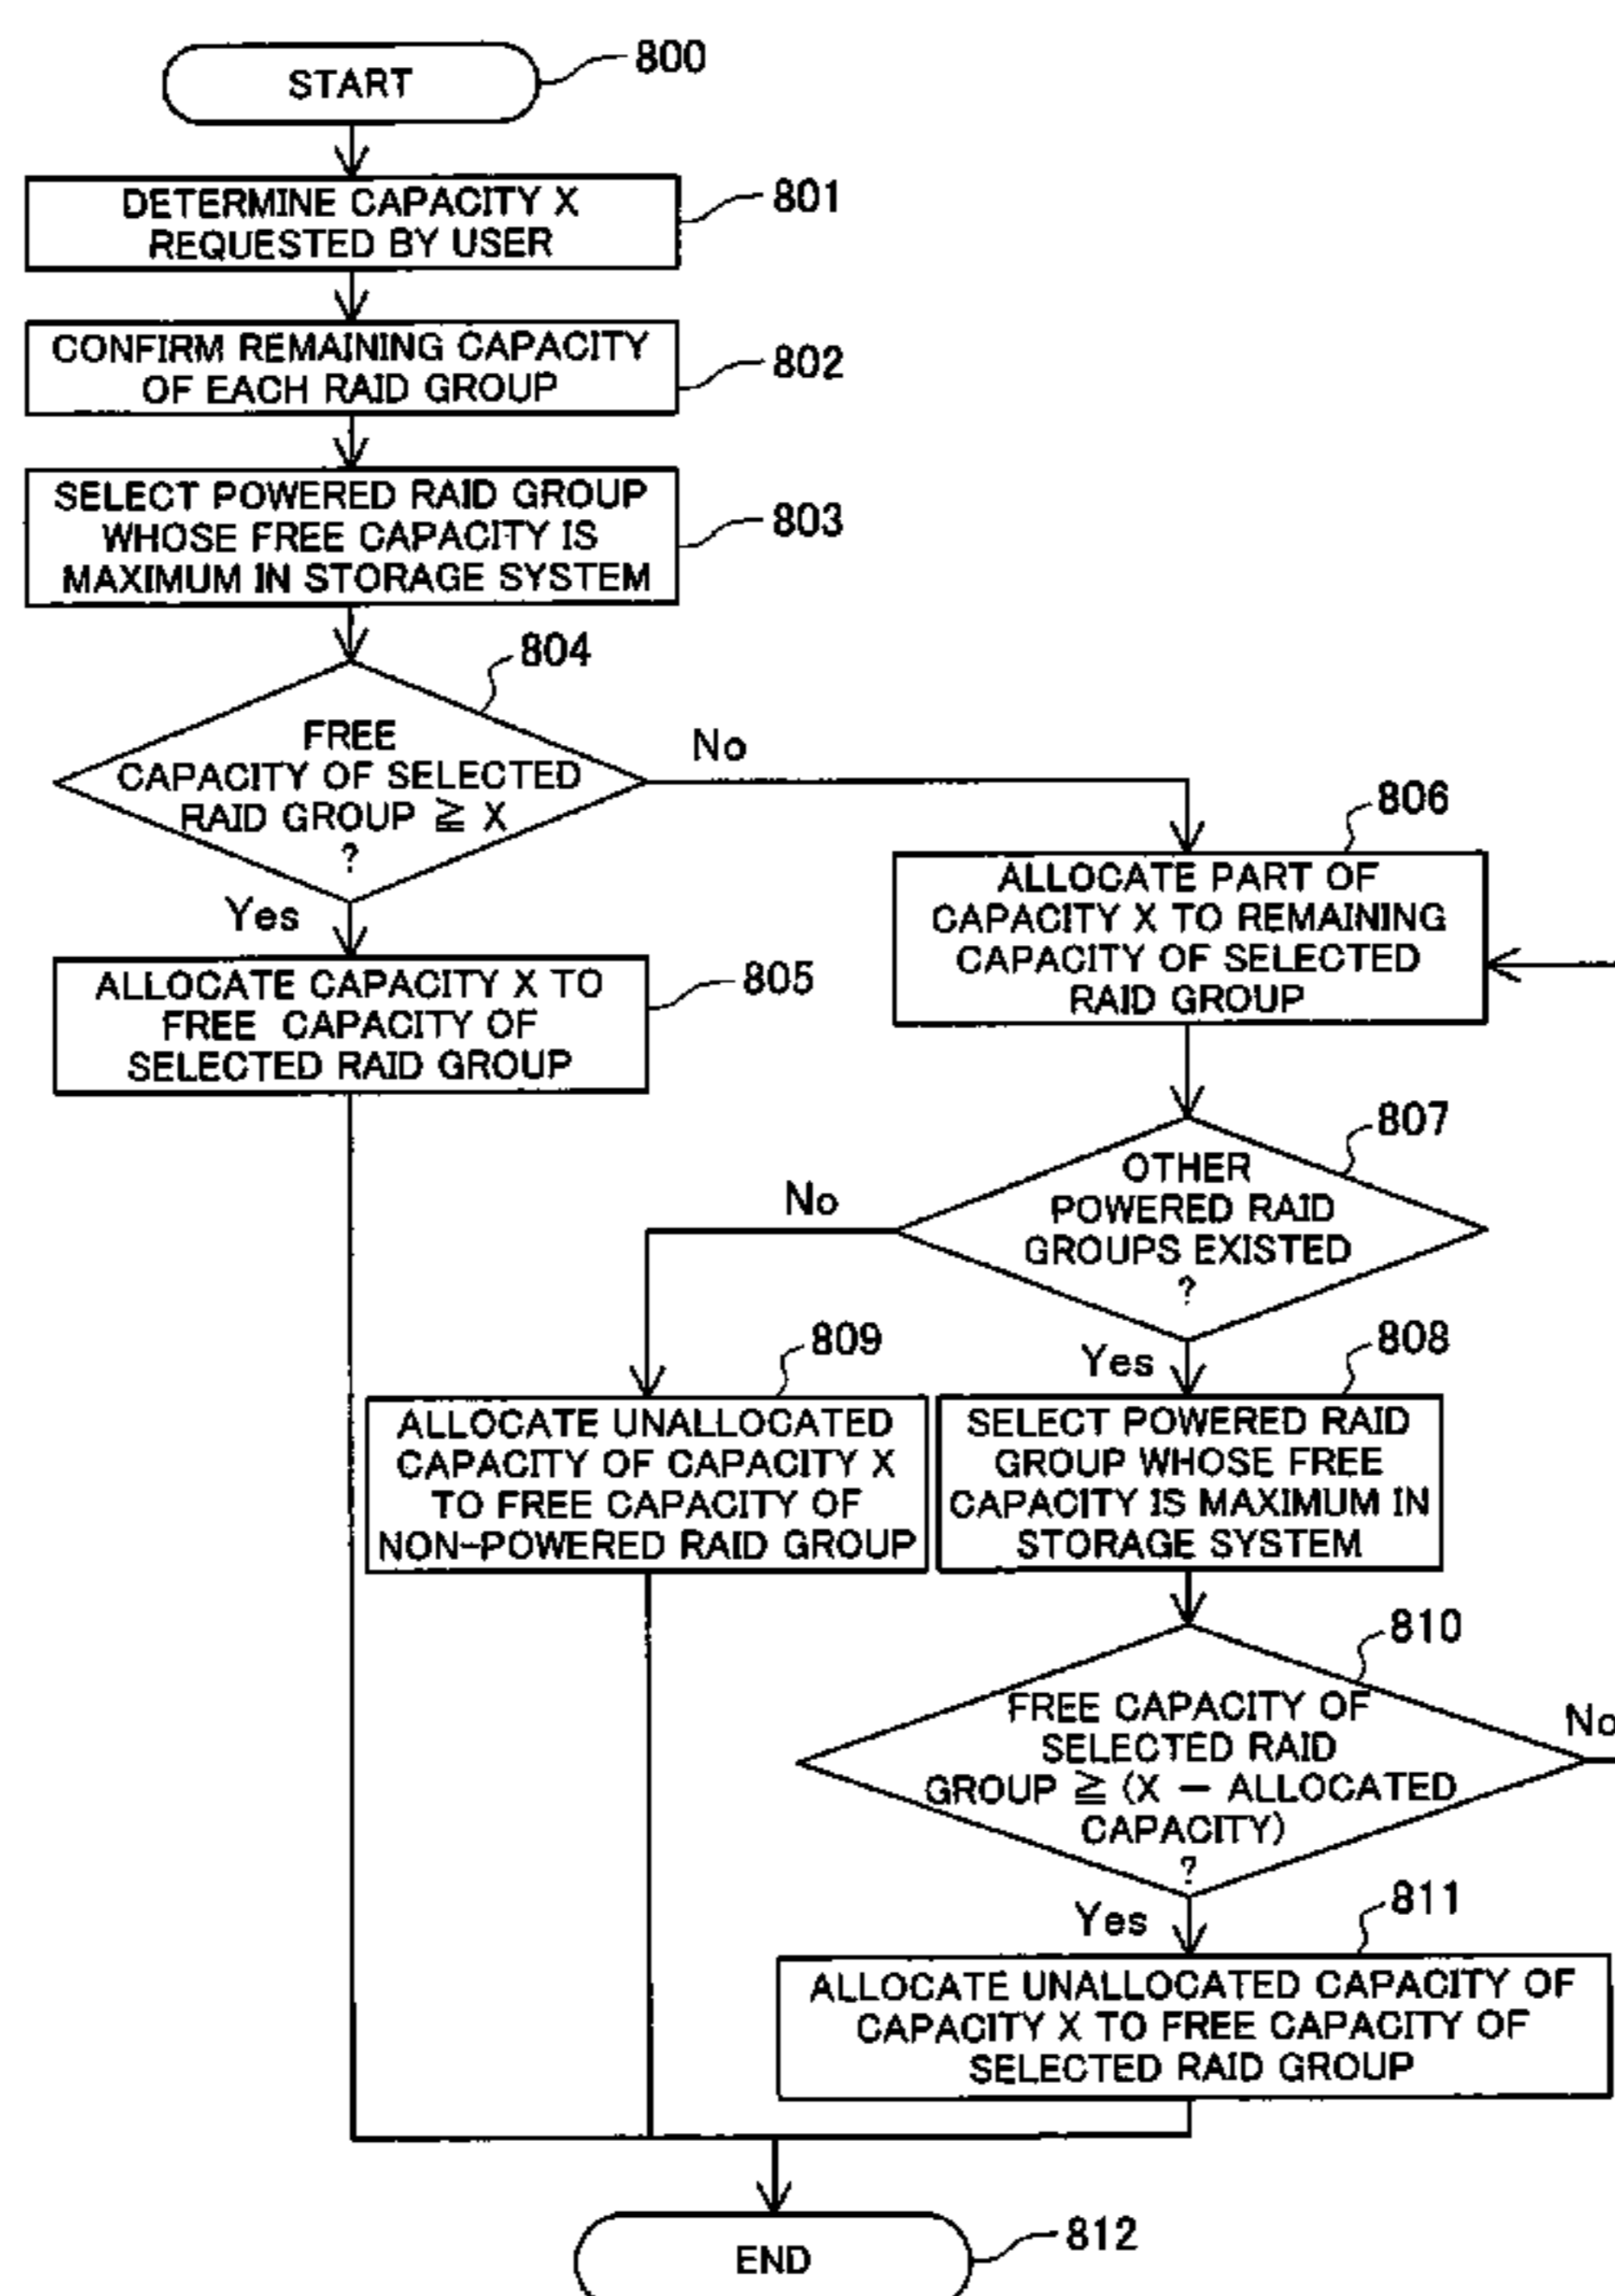 START
800
DETERMINE CAPACITY X
REQUESTED BY USER
801
CONFIRM REMAINING CAPACITY
OF EACH RAID GROUP
802
SELECT POWERED RAID GROUP
WHOSE FREE CAPACITY IS
MAXIMUM IN STORAGE SYSTEM
803
804
FREE
CAPACITY OF SELECTED
RAID GROUP ≧ X
?
No
Yes
ALLOCATE CAPACITY X TO
FREE CAPACITY OF
SELECTED RAID GROUP
805
806
ALLOCATE PART OF
CAPACITY X TO REMAINING
CAPACITY OF SELECTED
RAID GROUP
807
OTHER
POWERED RAID
GROUPS EXISTED
?
No
Yes
809
ALLOCATE UNALLOCATED
CAPACITY OF CAPACITY X
TO FREE CAPACITY OF
NON-POWERED RAID GROUP
808
SELECT POWERED RAID
GROUP WHOSE FREE
CAPACITY IS MAXIMUM IN
STORAGE SYSTEM
810
FREE CAPACITY OF
SELECTED RAID
GROUP ≧ (X － ALLOCATED
CAPACITY)
?
No
Yes
811
ALLOCATE UNALLOCATED CAPACITY OF
CAPACITY X TO FREE CAPACITY OF
SELECTED RAID GROUP
END
812